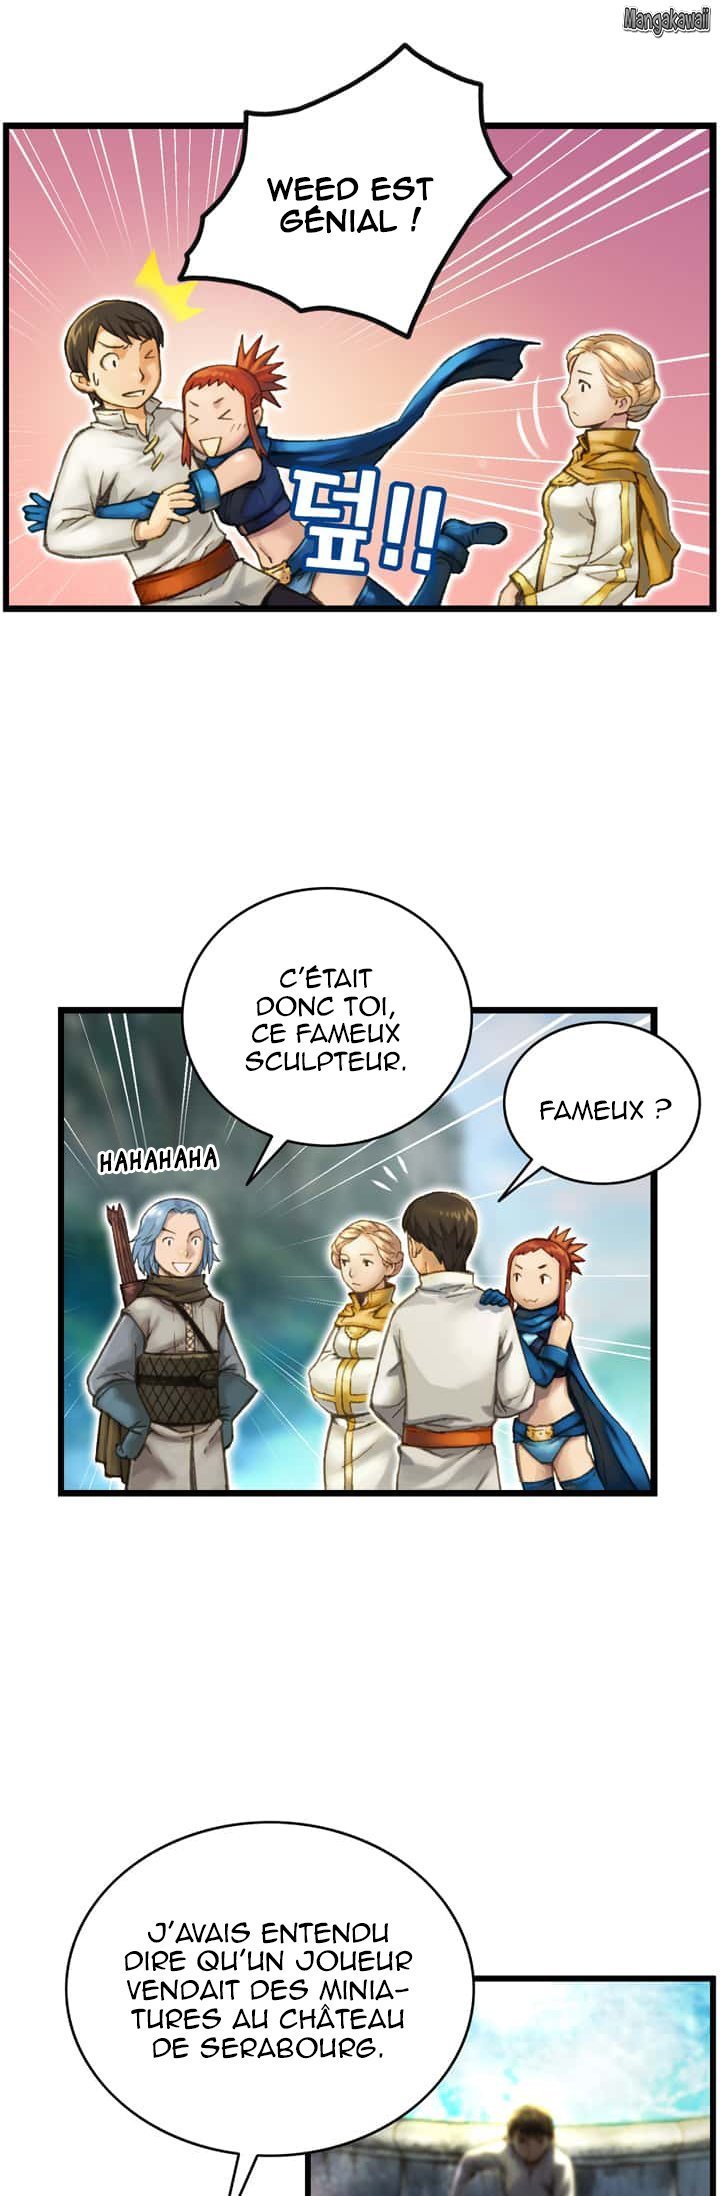 Mangakawaii
WEED EST
GÉNIAL !
덮!!
C'ÉTAIT
DONC TOI,
CE FAMEUX
SCULPTEUR.
FAMEUX ?
HAHAHAHA
J'AVAIS ENTENDU
DIRE QU'UN JOUEUR
VENDAIT DES MINIA-
TURES AU CHÂTEAU
DE SERABOURG.